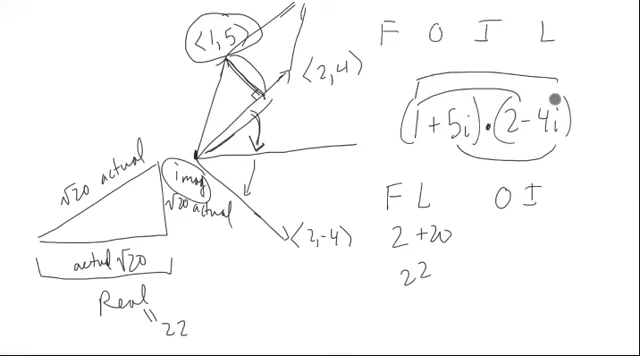 F O I L
⟨1,5⟩
⟨2,4⟩
(1+5i)·(2-4i)
√20 actual
imag
√20 actual
⟨2,-4⟩
actual √20
Real
= 22
F L O I
2 +20
22